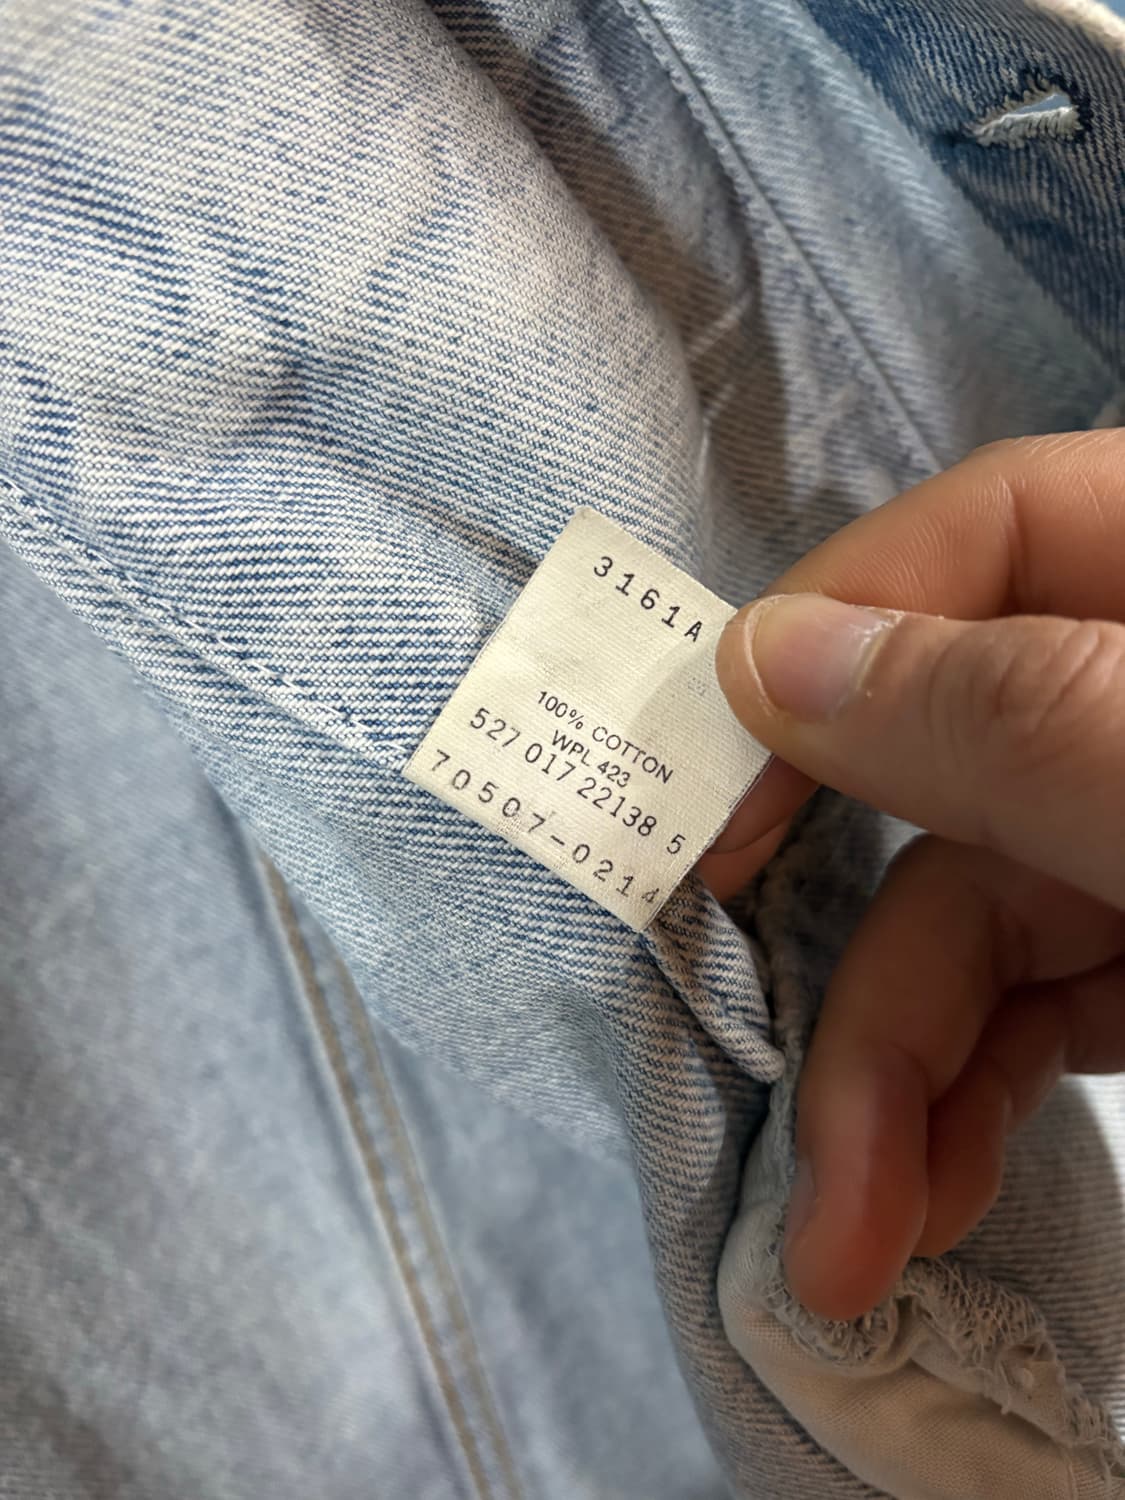 3161A
100% COTTON
WPL 423
527 017 22138 5
70507-0214